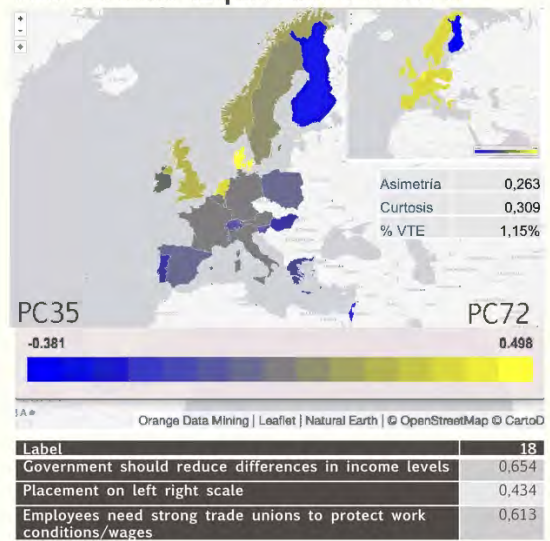 +
-
Asimetría 0,263
Curtosis 0,309
% VTE 1,15%
PC35 PC72
-0.381 0.498
Orange Data Mining | Leaflet | Natural Earth | © OpenStreetMap © CartoD
Label 18
Government should reduce differences in income levels 0,654
Placement on left right scale 0,434
Employees need strong trade unions to protect work 0,613
conditions/wages